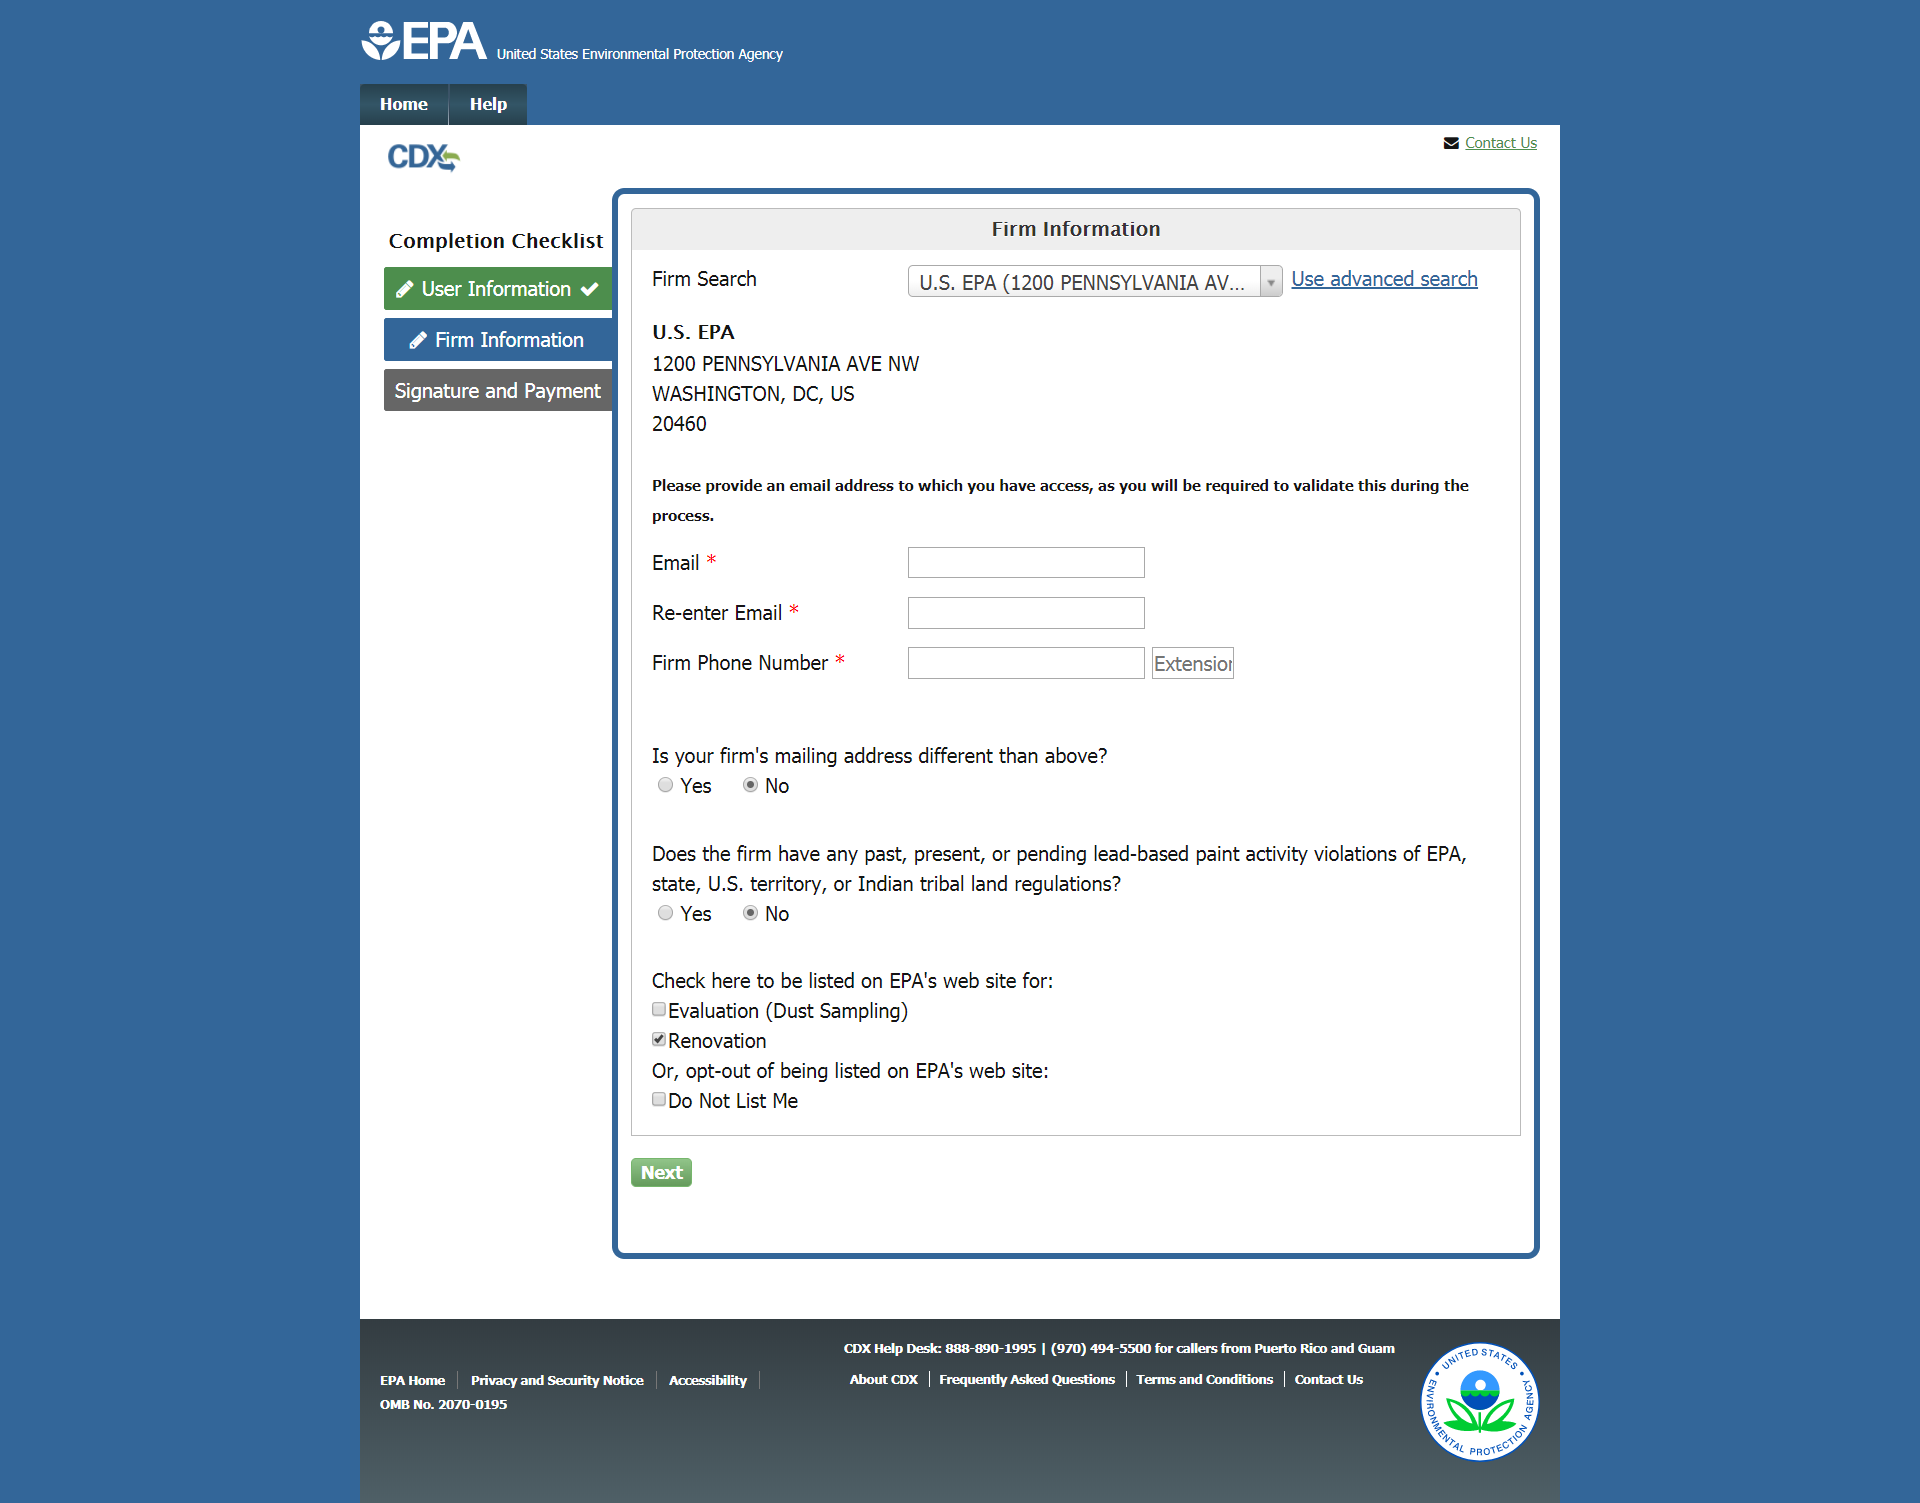 EPA United States Environmental Protection Agency
Home Help
CDX
Contact Us
Completion Checklist
User Information
Firm Information
Signature and Payment
Firm Information
Firm Search U.S. EPA (1200 PENNSYLVANIA AV... Use advanced search
U.S. EPA
1200 PENNSYLVANIA AVE NW
WASHINGTON, DC, US
20460
Please provide an email address to which you have access, as you will be required to validate this during the
process.
Email *
Re-enter Email *
Firm Phone Number * Extension
Is your firm's mailing address different than above?
Yes No
Does the firm have any past, present, or pending lead-based paint activity violations of EPA,
state, U.S. territory, or Indian tribal land regulations?
Yes No
Check here to be listed on EPA's web site for:
Evaluation (Dust Sampling)
Renovation
Or, opt-out of being listed on EPA's web site:
Do Not List Me
Next
CDX Help Desk: 888-890-1995 | (970) 494-5500 for callers from Puerto Rico and Guam
EPA Home Privacy and Security Notice Accessibility
About CDX Frequently Asked Questions Terms and Conditions Contact Us
OMB No. 2070-0195
UNITED STATES
ENVIRONMENTAL PROTECTION AGENCY